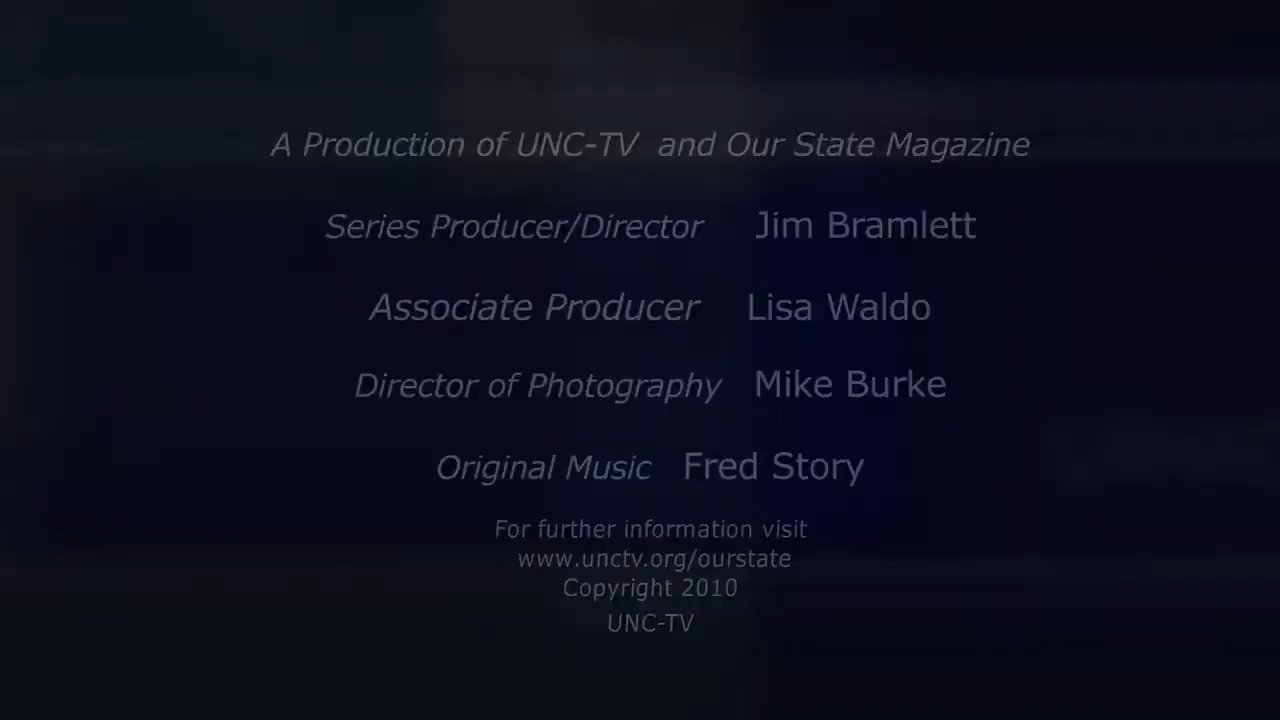 A Production of UNC-TV and Our State Magazine
Series Producer/Director Jim Bramlett
Associate Producer Lisa Waldo
Director of Photography Mike Burke
Original Music Fred Story
For further information visit
www.unctv.org/ourstate
Copyright 2010
UNC-TV